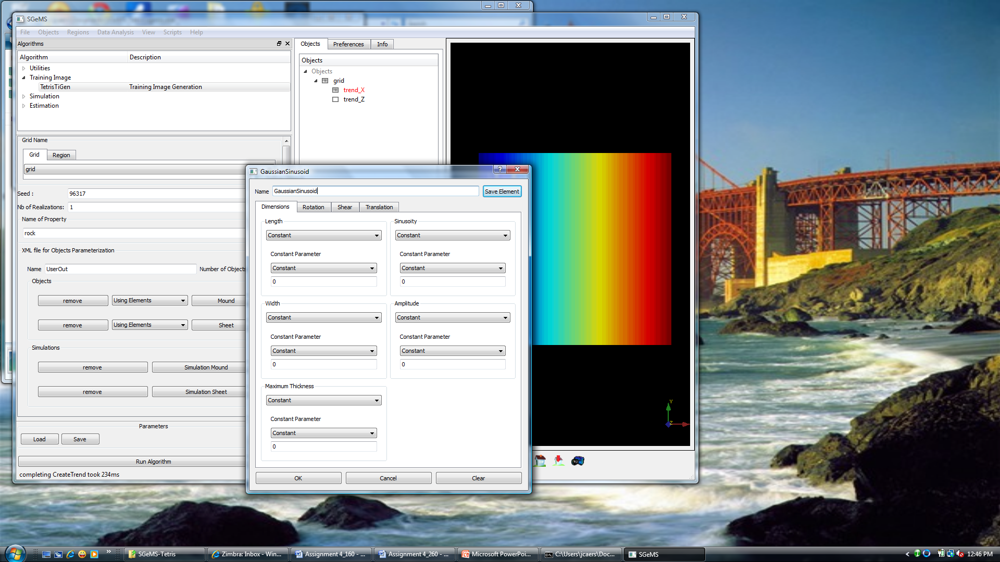 SGeMS
File Objects Regions Data Analysis View Scripts Help
Algorithms
Algorithm Description
Utilities
Training Image
TetrisTiGen Training Image Generation
Simulation
Estimation
Grid Name
Grid Region
grid
Seed : 96317
Nb of Realizations: 1
Name of Property
rock
XML file for Objects Parameterization
Name UserOut Number of Objects
Objects
remove Using Elements Mound
remove Using Elements Sheet
Simulations
remove Simulation Mound
remove Simulation Sheet
Parameters
Load Save
Run Algorithm
completing CreateTrend took 234ms
Objects Preferences Info
Objects
Objects
grid
trend_X
trend_Z
GaussianSinusoid
?
Name GaussianSinusoid Save Element
Dimensions Rotation Shear Translation
Length Sinusoity
Constant Constant
Constant Parameter Constant Parameter
Constant Constant
0 0
Width Amplitude
Constant Constant
Constant Parameter Constant Parameter
Constant Constant
0 0
Maximum Thickness
Constant
Constant Parameter
Constant
0
OK Cancel Clear
Y
Z
SGeMS-Tetris Zimbra: Inbox - Win... Assignment 4_160 - ... Assignment 4_260 - ... Microsoft PowerPoi... C:\Users\jcaers\Doc... SGeMS 12:46 PM